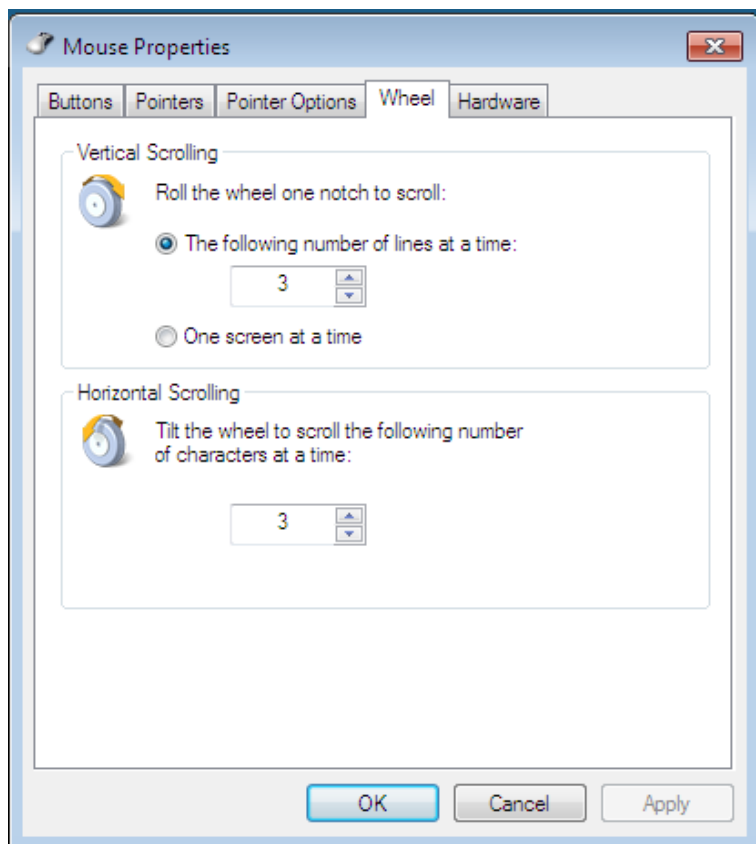 Mouse Properties
Buttons Pointers Pointer Options Wheel Hardware
Vertical Scrolling
Roll the wheel one notch to scroll:
The following number of lines at a time:
3
One screen at a time
Horizontal Scrolling
Tilt the wheel to scroll the following number
of characters at a time:
3
OK Cancel Apply